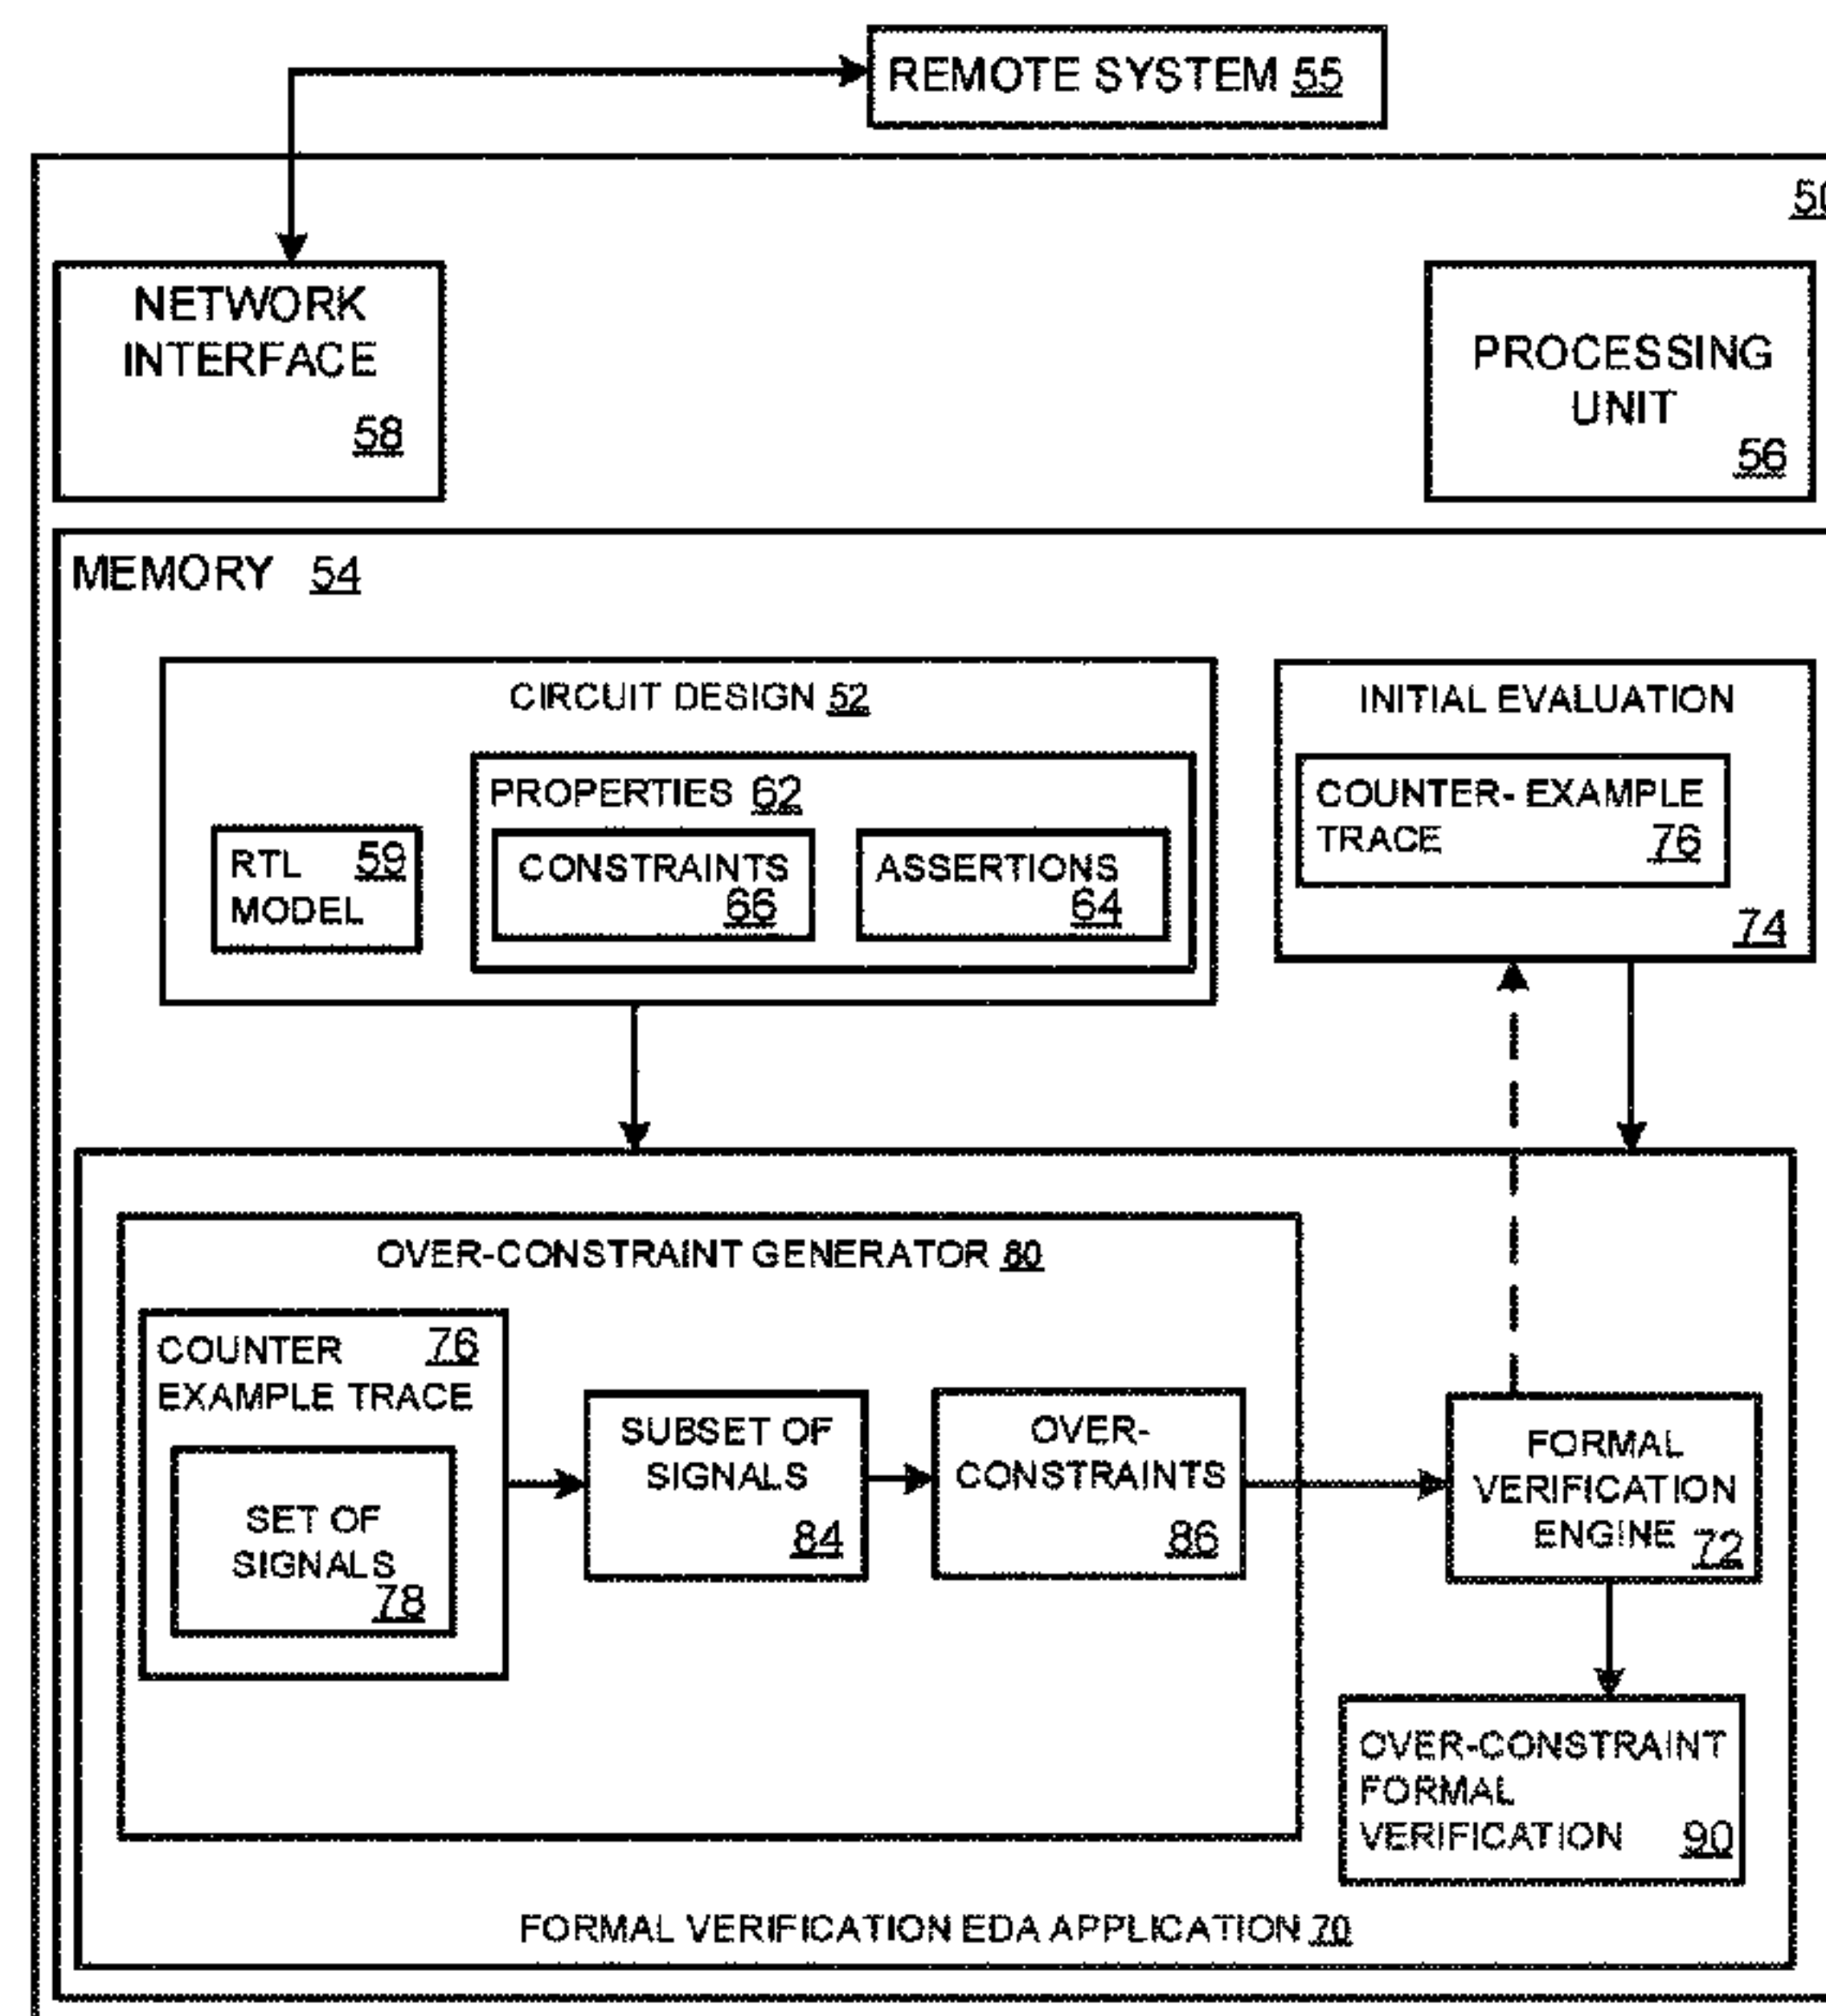 REMOTE SYSTEM 55
50
NETWORK
INTERFACE
58
PROCESSING
UNIT
56
MEMORY 54
CIRCUIT DESIGN 52
PROPERTIES 62
RTL 59
MODEL
CONSTRAINTS
66
ASSERTIONS
64
INITIAL EVALUATION
COUNTER- EXAMPLE
TRACE 76
74
OVER-CONSTRAINT GENERATOR 80
COUNTER 76
EXAMPLE TRACE
SET OF
SIGNALS
78
SUBSET OF
SIGNALS
84
OVER-
CONSTRAINTS
86
FORMAL
VERIFICATION
ENGINE 72
OVER-CONSTRAINT
FORMAL
VERIFICATION 90
FORMAL VERIFICATION EDA APPLICATION 70